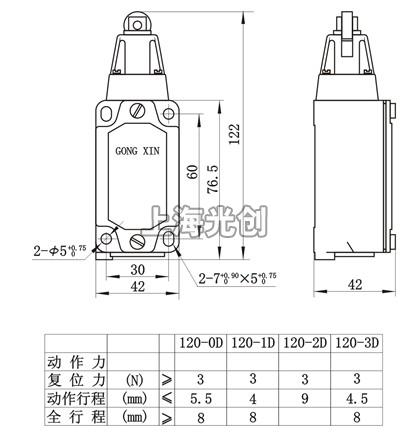 GONG XIN
60
76.5
122
上海光创
2-Φ5+0.75 0
30
2-7+0.90 0×5+0.75 0
42
42
120-0D 120-1D 120-2D 120-3D
动作力
复位力 (N) ≥ 3 3 3 3
动作行程 (mm) ≤ 5.5 4 9 4.5
全行程 (mm) ≥ 8 8 8